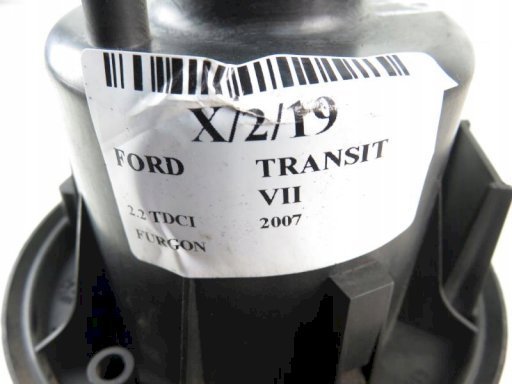 X/2/19
FORD TRANSIT
VII
2.2 TDCI 2007
FURGON